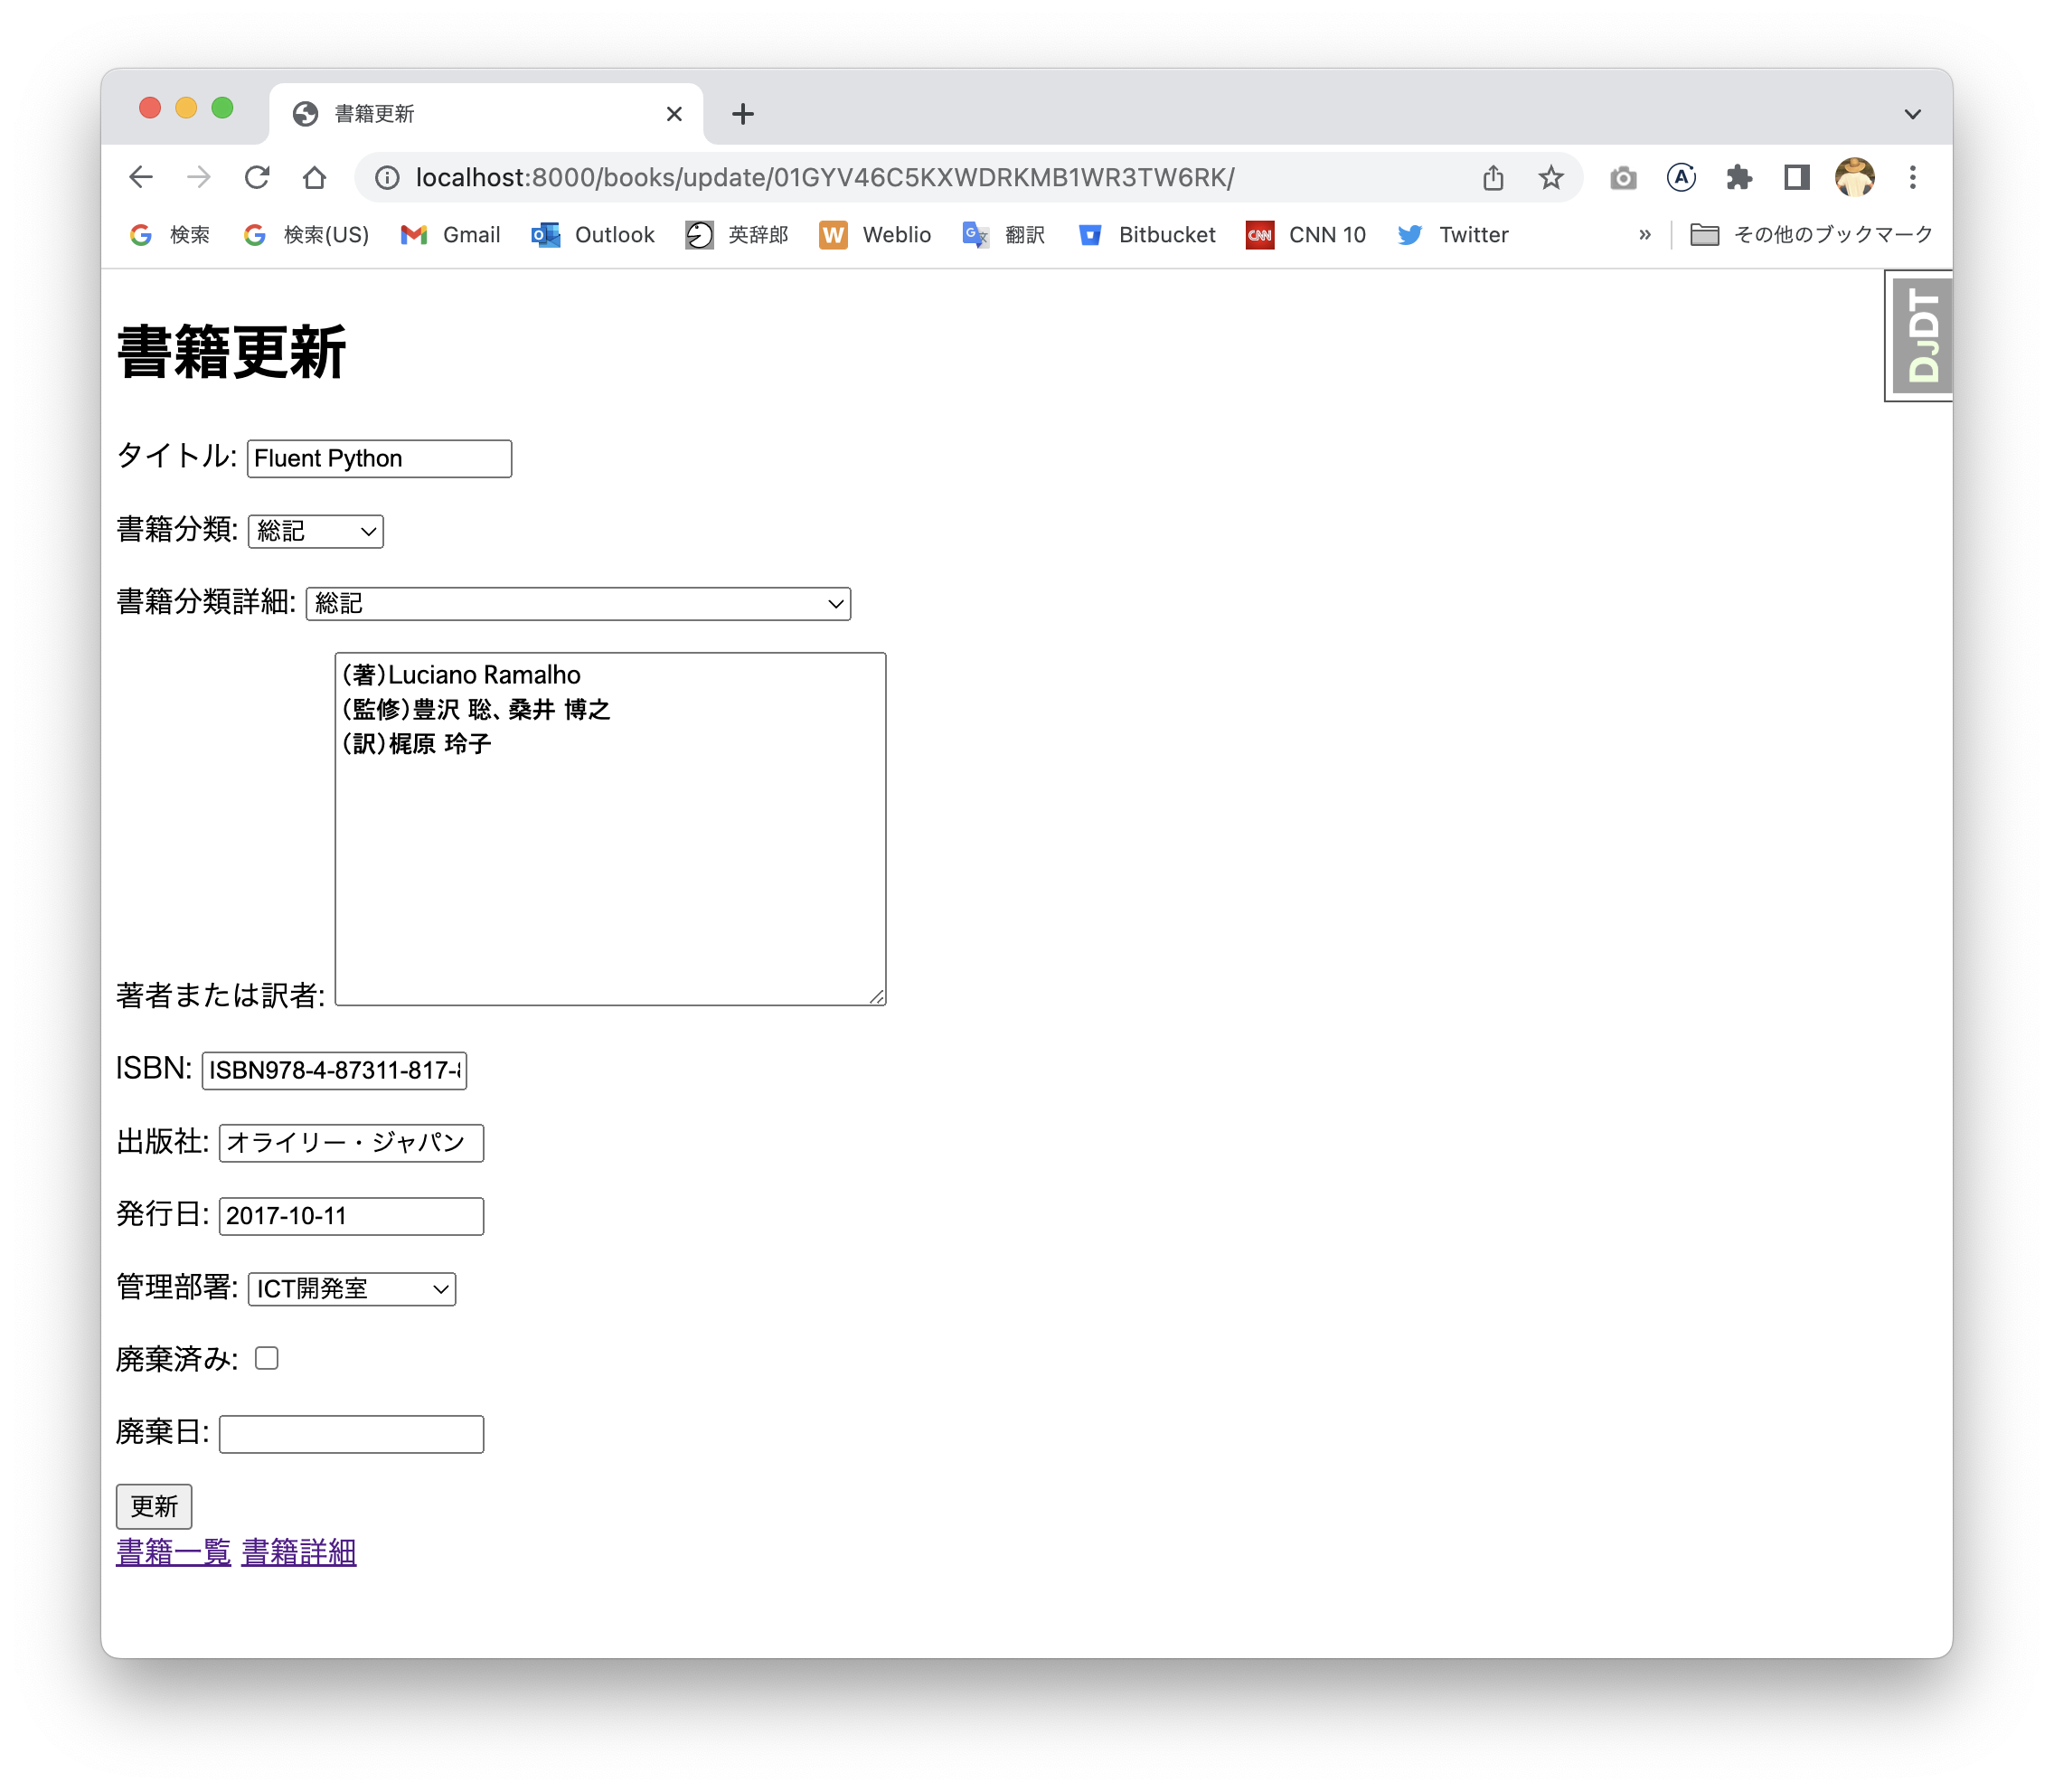 書籍更新
localhost:8000/books/update/01GYV46C5KXWDRKMB1WR3TW6RK/
検索 検索(US) Gmail Outlook 英辞郎 Weblio 翻訳 Bitbucket CNN 10 Twitter » その他のブックマーク
DJDT
書籍更新
タイトル: Fluent Python
書籍分類: 総記
書籍分類詳細: 総記
(著)Luciano Ramalho
(監修)豊沢 聡、桑井 博之
(訳)梶原 玲子
著者または訳者:
ISBN: ISBN978-4-87311-817-
出版社: オライリー・ジャパン
発行日: 2017-10-11
管理部署: ICT開発室
廃棄済み:
廃棄日:
更新
書籍一覧 書籍詳細